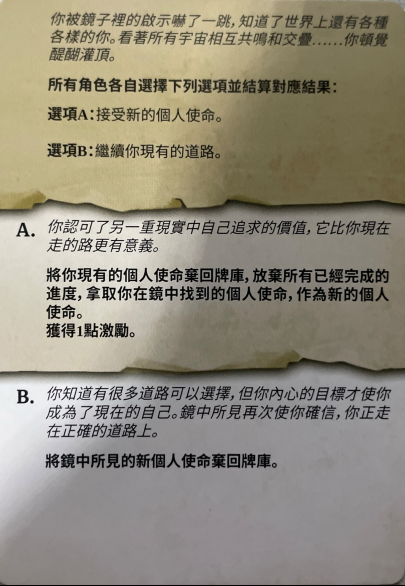 你被鏡子裡的啟示嚇了一跳，知道了世界上還有各種
各樣的你。看著所有宇宙相互共鳴和交疊……你頓覺
醍醐灌頂。
所有角色各自選擇下列選項並結算對應結果：
選項A：接受新的個人使命。
選項B：繼續你現有的道路。
A. 你認可了另一重現實中自己追求的價值，它比你現在
走的路更有意義。
將你現有的個人使命棄回牌庫，放棄所有已經完成的
進度，拿取你在鏡中找到的個人使命，作為新的個人
使命。
獲得1點激勵。
B. 你知道有很多道路可以選擇，但你內心的目標才使你
成為了現在的自己。鏡中所見再次使你確信，你正走
在正確的道路上。
將鏡中所見的新個人使命棄回牌庫。